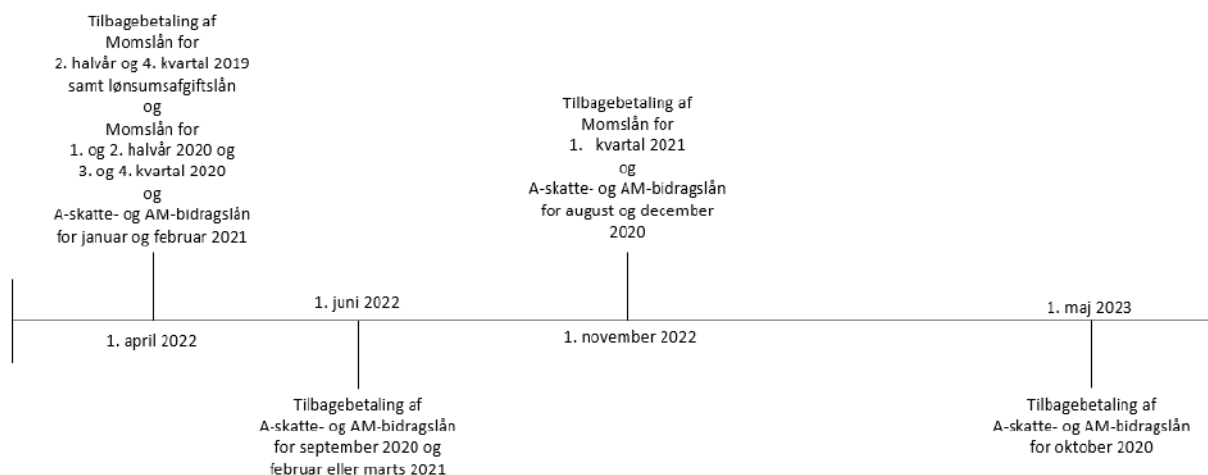 Tilbagebetaling af
Momslån for
2. halvår og 4. kvartal 2019
samt lønsumsafgiftslån
og
Momslån for
1. og 2. halvår 2020 og
3. og 4. kvartal 2020
og
A-skatte- og AM-bidragslån
for januar og februar 2021
1. april 2022
1. juni 2022
Tilbagebetaling af
A-skatte- og AM-bidragslån
for september 2020 og
februar eller marts 2021
Tilbagebetaling af
Momslån for
1. kvartal 2021
og
A-skatte- og AM-bidragslån
for august og december
2020
1. november 2022
1. maj 2023
Tilbagebetaling af
A-skatte- og AM-bidragslån
for oktober 2020